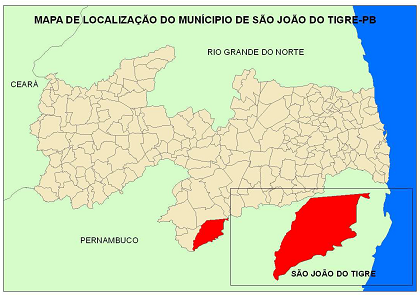 MAPA DE LOCALIZAÇÃO DO MUNÍCIPIO DE SÃO JOÃO DO TIGRE-PB
RIO GRANDE DO NORTE
CEARÁ
PERNAMBUCO
SÃO JOÃO DO TIGRE